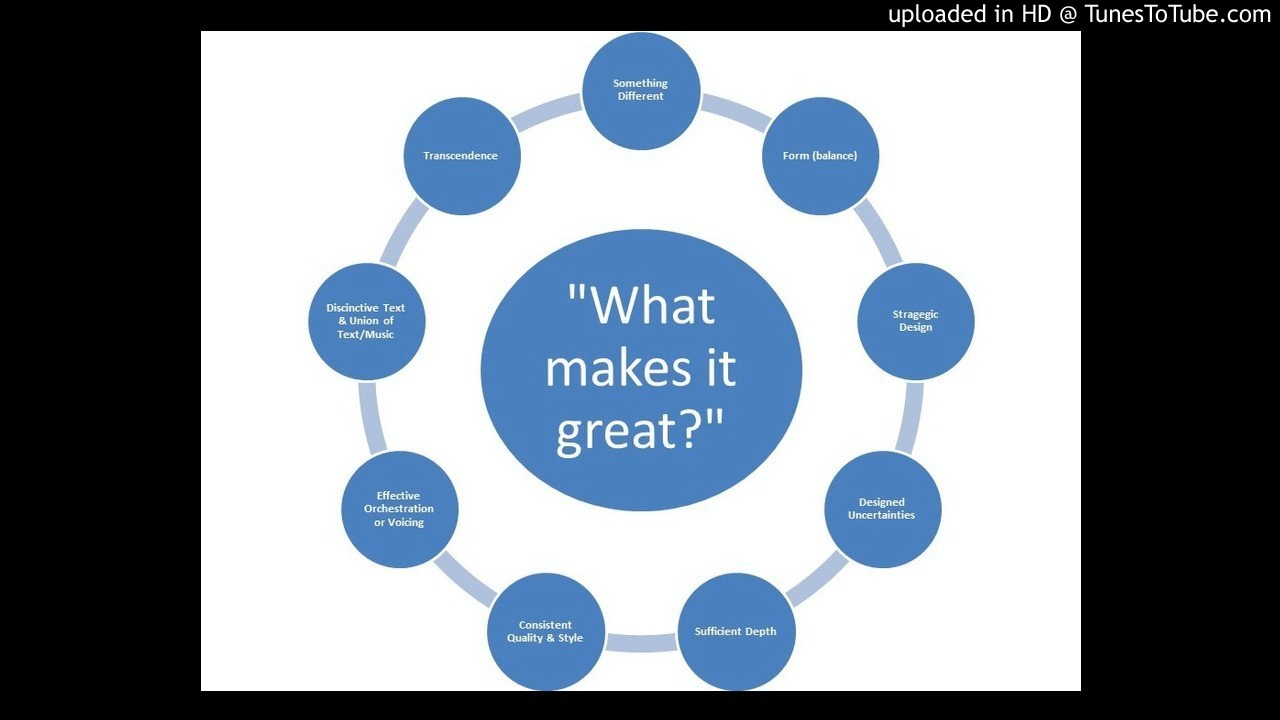 uploaded in HD @ TunesToTube.com
Something
Different
Form (balance)
Stragegic
Design
Designed
Uncertainties
Sufficient Depth
Consistent
Quality & Style
Effective
Orchestration
or Voicing
Discinctive Text
& Union of
Text/Music
Transcendence
"What
makes it
great?"